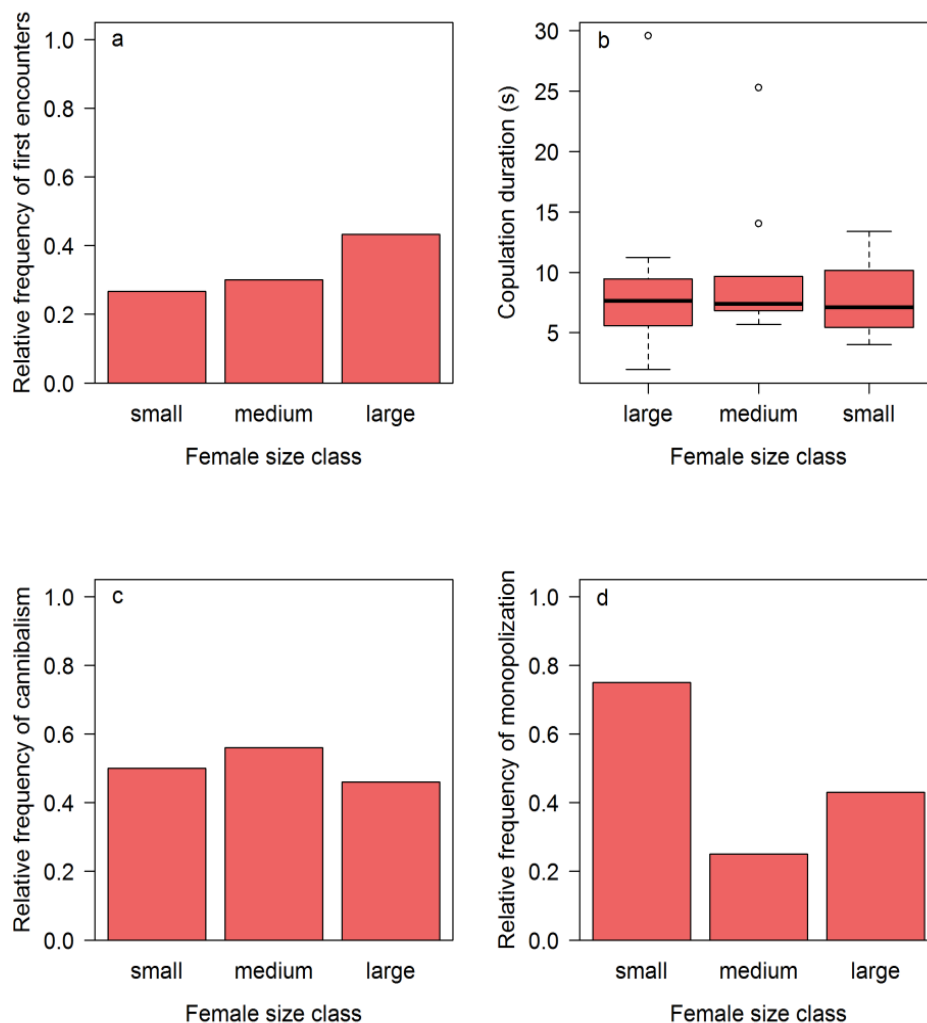 a
Relative frequency of first encounters
1.0
0.8
0.6
0.4
0.2
0.0
small medium large
Female size class
b
Copulation duration (s)
30
25
20
15
10
5
large medium small
Female size class
c
Relative frequency of cannibalism
1.0
0.8
0.6
0.4
0.2
0.0
small medium large
Female size class
d
Relative frequency of monopolization
1.0
0.8
0.6
0.4
0.2
0.0
small medium large
Female size class